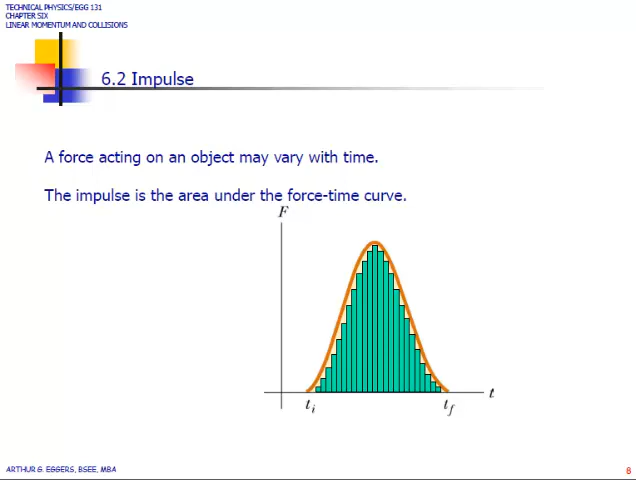 TECHNICAL PHYSICS/EGG 131
CHAPTER SIX
LINEAR MOMENTUM AND COLLISIONS
6.2 Impulse
A force acting on an object may vary with time.
The impulse is the area under the force-time curve.
F
t
ti
tf
ARTHUR G. EGGERS, BSEE, MBA
8